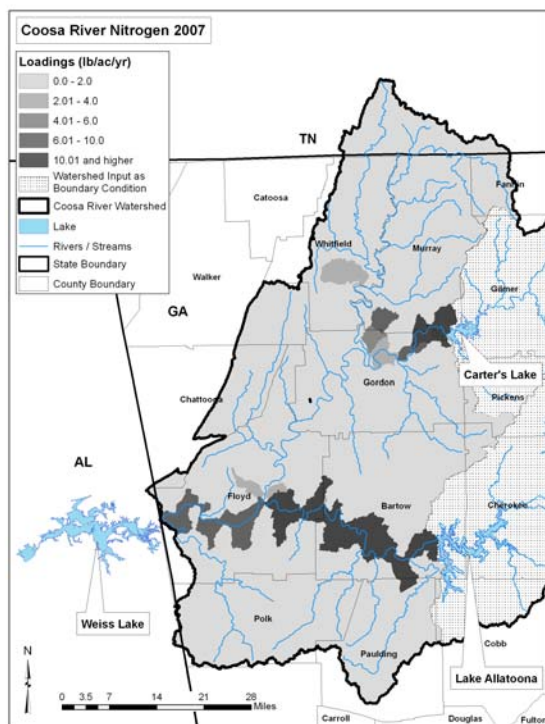 Coosa River Nitrogen 2007
Loadings (lb/ac/yr)
0.0 - 2.0
2.01 - 4.0
4.01 - 6.0
6.01 - 10.0
10.01 and higher
Watershed Input as
Boundary Condition
Coosa River Watershed
Lake
Rivers / Streams
State Boundary
County Boundary
TN
Catoosa
Fannin
Whitfield
Murray
Walker
Gilmer
GA
Carter's Lake
Gordon
Pickens
Chattooga
AL
Floyd
Bartow
Cherokee
Weiss Lake
Polk
Cobb
Paulding
Lake Allatoona
N
0 3.5 7 14 21 28
Miles
Carroll
Douglas
Fulton